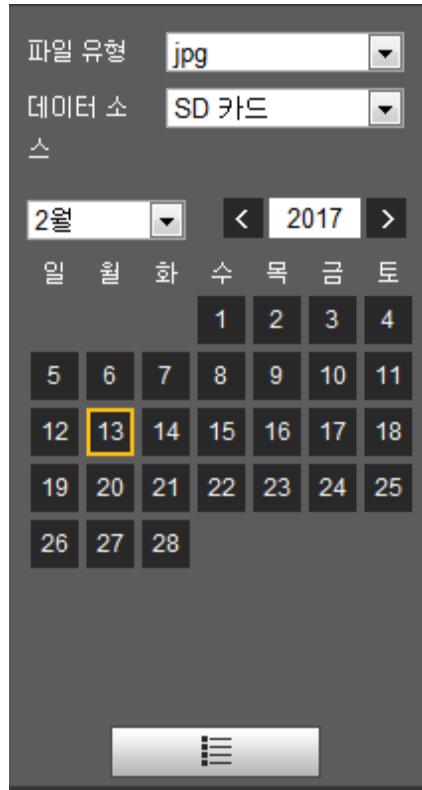 파일 유형 jpg
데이터 소 SD 카드
스
2월 < 2017 >
일 월 화 수 목 금 토
1 2 3 4
5 6 7 8 9 10 11
12 13 14 15 16 17 18
19 20 21 22 23 24 25
26 27 28